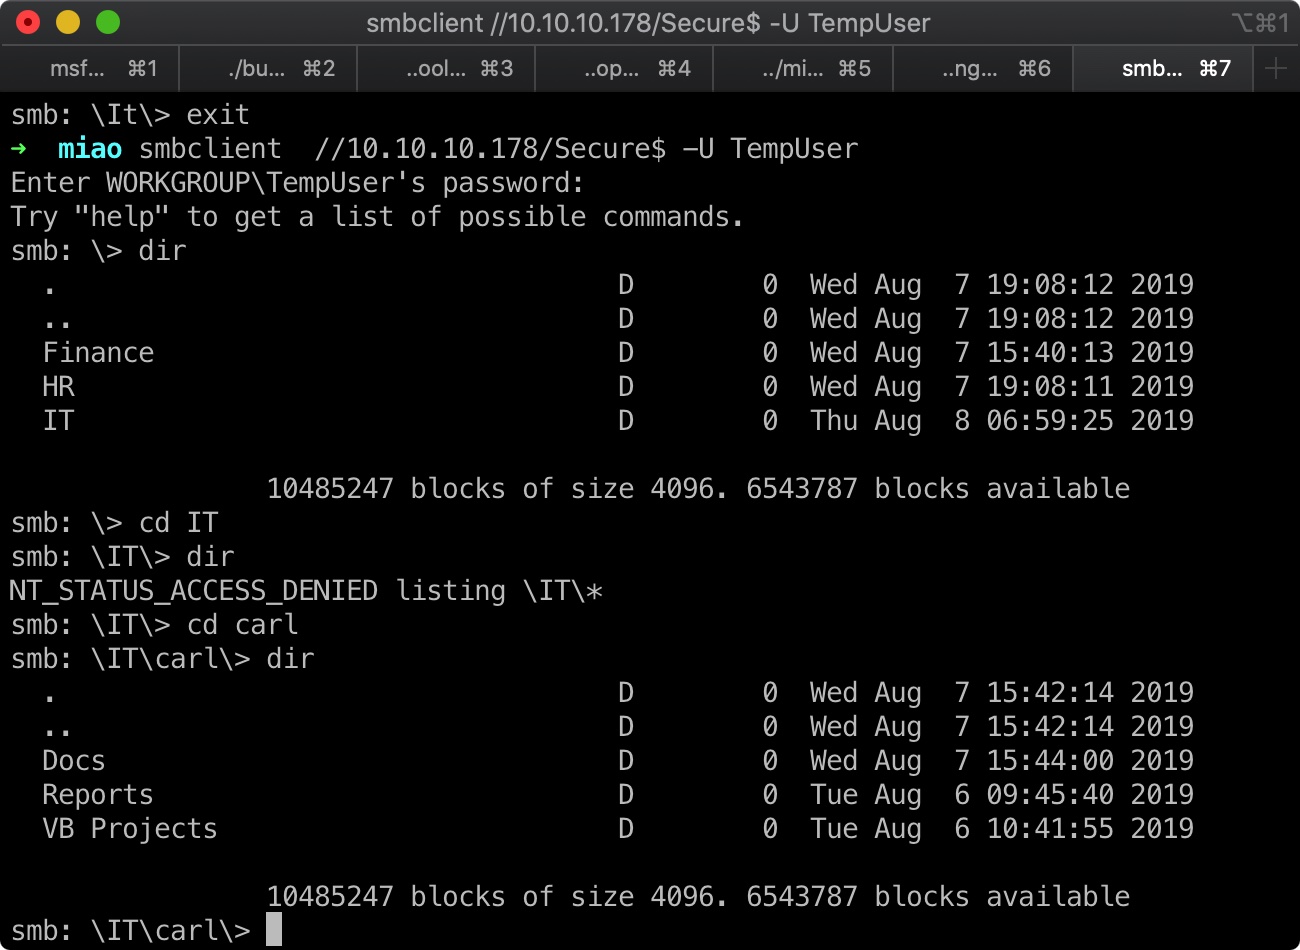 smbclient //10.10.10.178/Secure$ -U TempUser ⌥⌘1
msf... ⌘1 ./bu... ⌘2 ..ool... ⌘3 ..op... ⌘4 ../mi... ⌘5 ..ng... ⌘6 smb... ⌘7 +
smb: \It\> exit
➜  miao smbclient  //10.10.10.178/Secure$ -U TempUser
Enter WORKGROUP\TempUser's password:
Try "help" to get a list of possible commands.
smb: \> dir
  .                                   D        0  Wed Aug  7 19:08:12 2019
  ..                                  D        0  Wed Aug  7 19:08:12 2019
  Finance                             D        0  Wed Aug  7 15:40:13 2019
  HR                                  D        0  Wed Aug  7 19:08:11 2019
  IT                                  D        0  Thu Aug  8 06:59:25 2019
                10485247 blocks of size 4096. 6543787 blocks available
smb: \> cd IT
smb: \IT\> dir
NT_STATUS_ACCESS_DENIED listing \IT\*
smb: \IT\> cd carl
smb: \IT\carl\> dir
  .                                   D        0  Wed Aug  7 15:42:14 2019
  ..                                  D        0  Wed Aug  7 15:42:14 2019
  Docs                                D        0  Wed Aug  7 15:44:00 2019
  Reports                             D        0  Tue Aug  6 09:45:40 2019
  VB Projects                         D        0  Tue Aug  6 10:41:55 2019
                10485247 blocks of size 4096. 6543787 blocks available
smb: \IT\carl\>